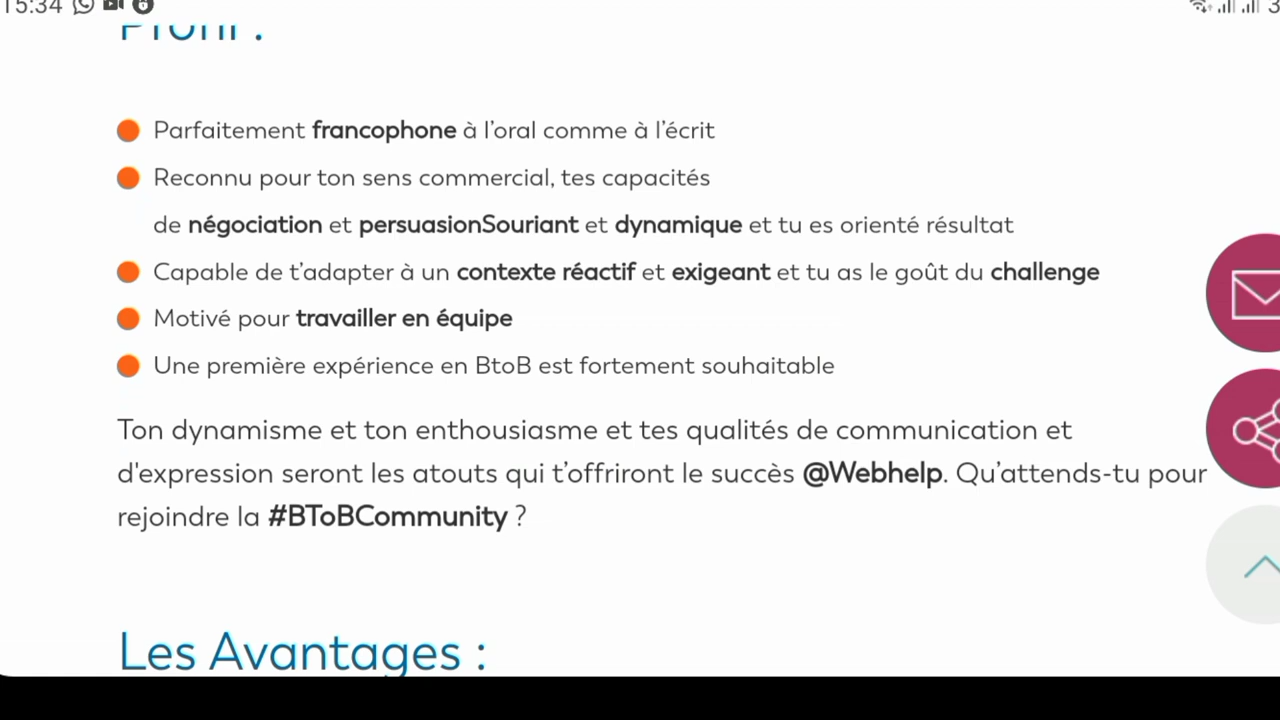 15:34
Profil :
Parfaitement francophone à l'oral comme à l'écrit
Reconnu pour ton sens commercial, tes capacités
de négociation et persuasionSouriant et dynamique et tu es orienté résultat
Capable de t'adapter à un contexte réactif et exigeant et tu as le goût du challenge
Motivé pour travailler en équipe
Une première expérience en BtoB est fortement souhaitable
Ton dynamisme et ton enthousiasme et tes qualités de communication et
d'expression seront les atouts qui t'offriront le succès @Webhelp. Qu'attends-tu pour
rejoindre la #BToBCommunity ?
Les Avantages :